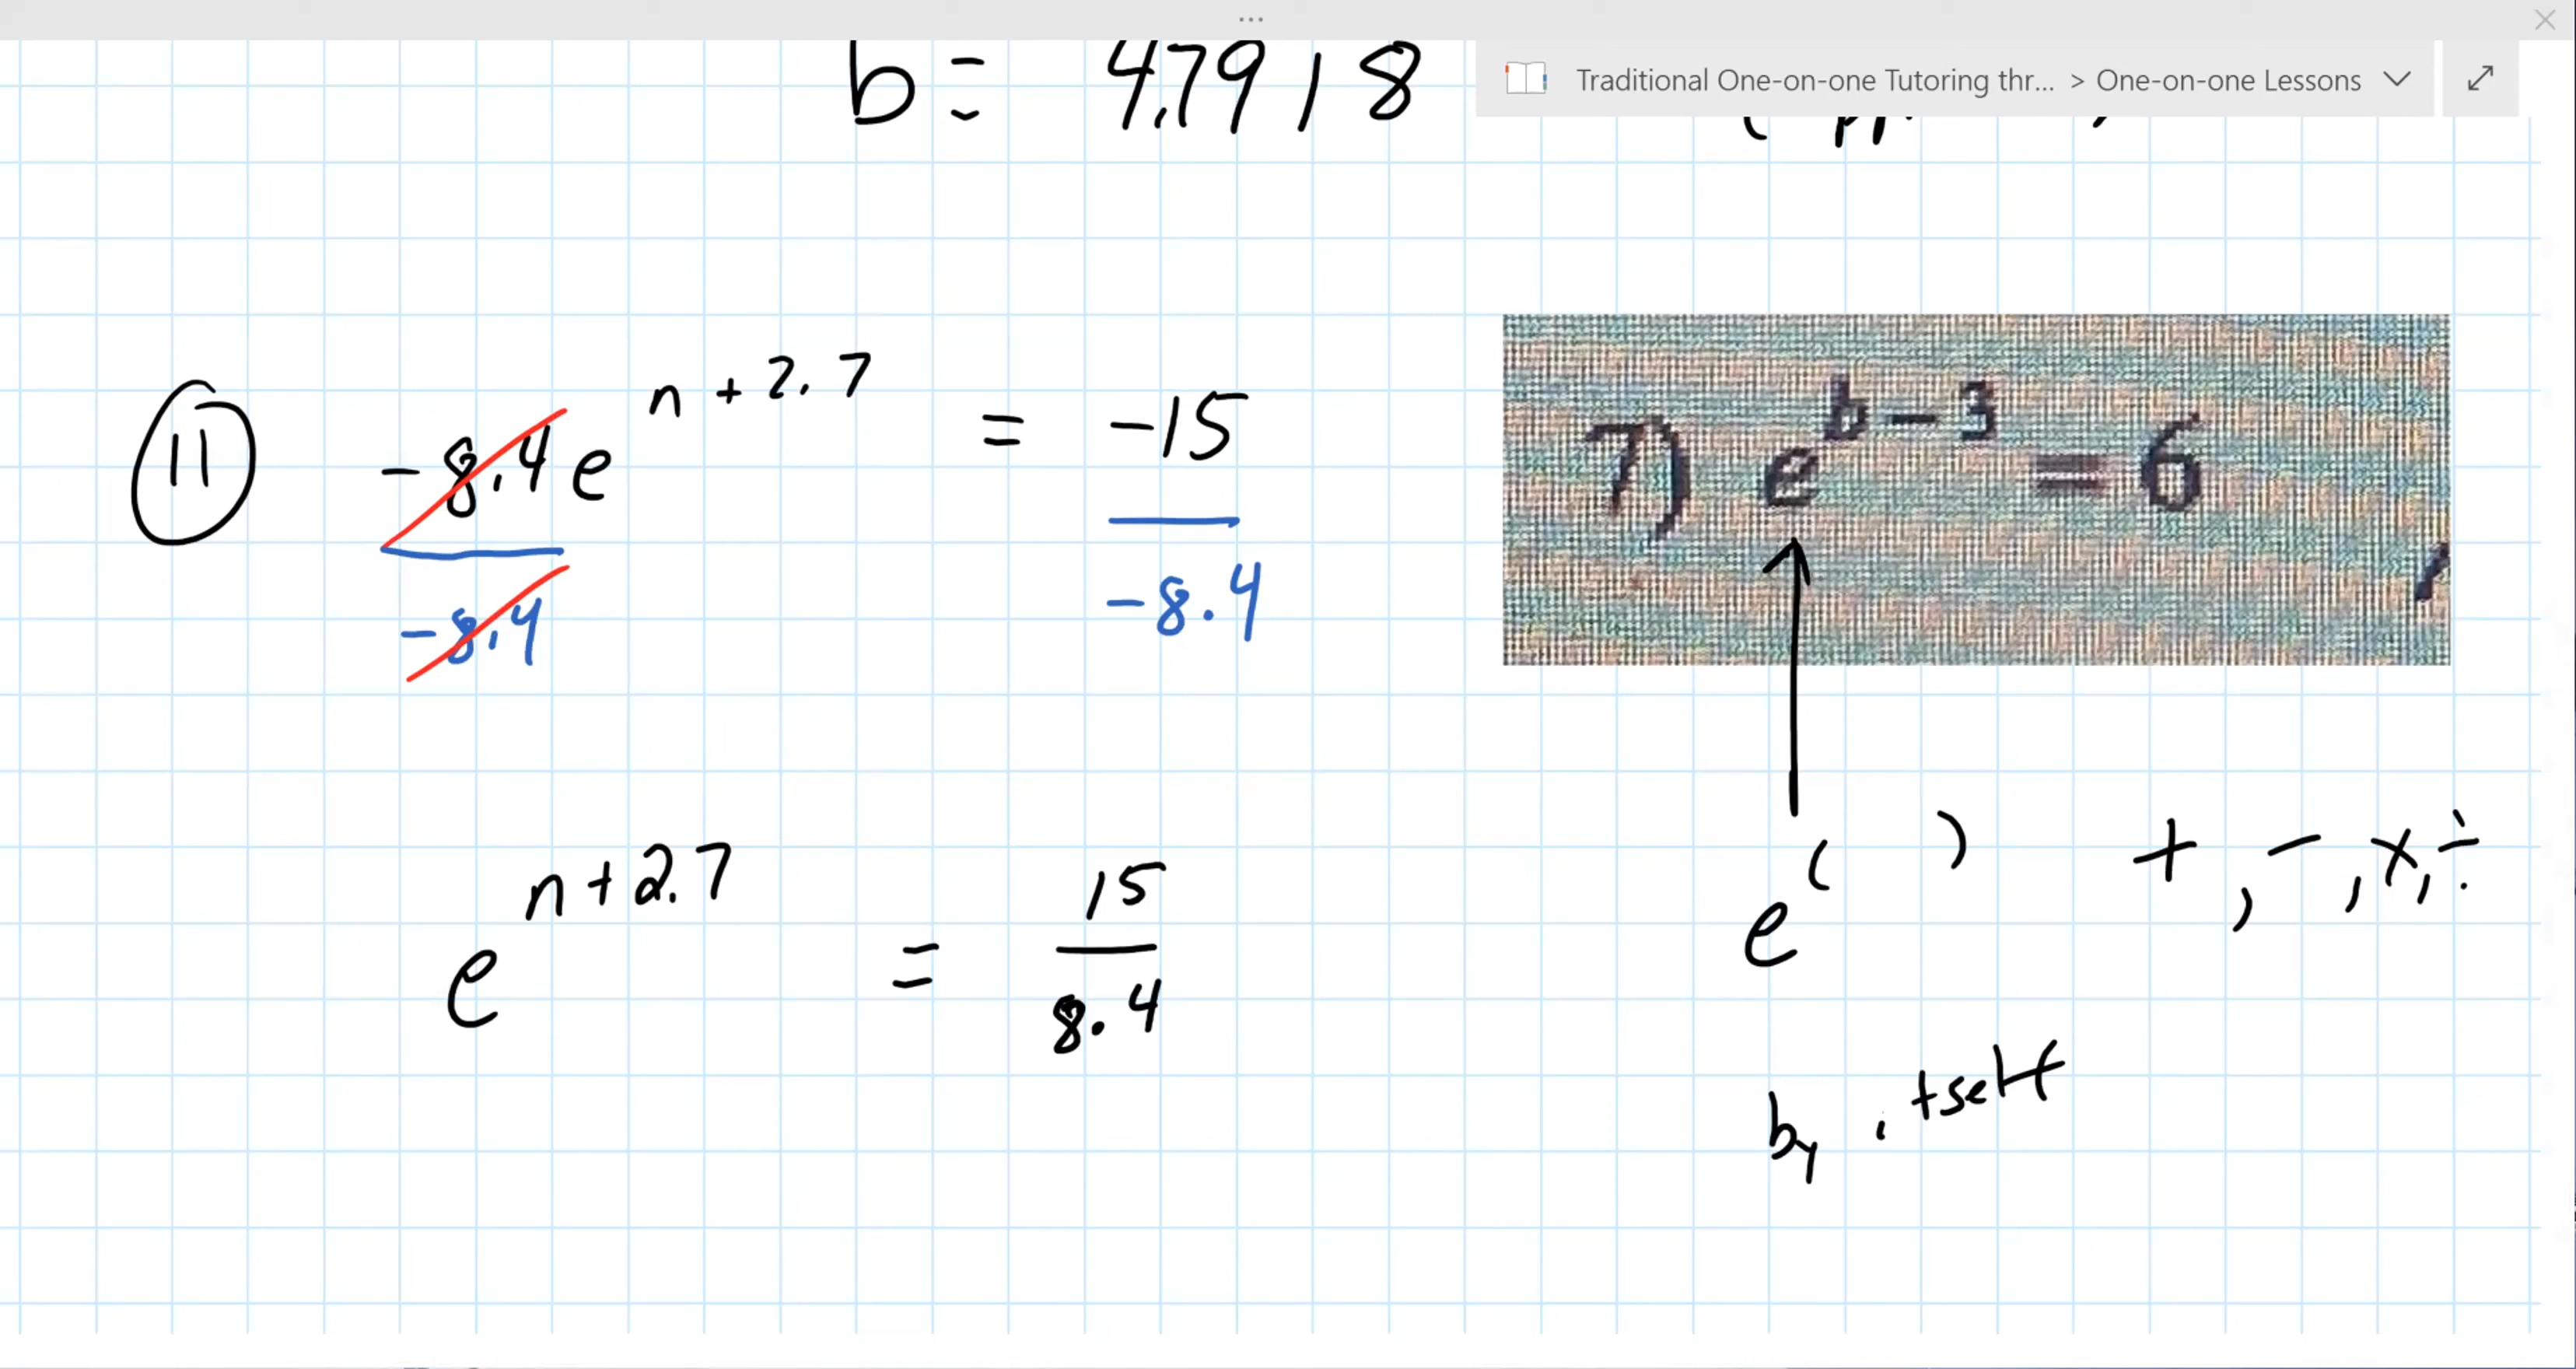 Traditional One-on-one Tutoring thr... > One-on-one Lessons
b ≈ 4.7918
⑪ -8.4e^(n+2.7) = -15
-8.4 -8.4
7) e^(b-3) = 6
e^(n+2.7) = 15/8.4
e^( ) +, -, ×, ÷
by itself